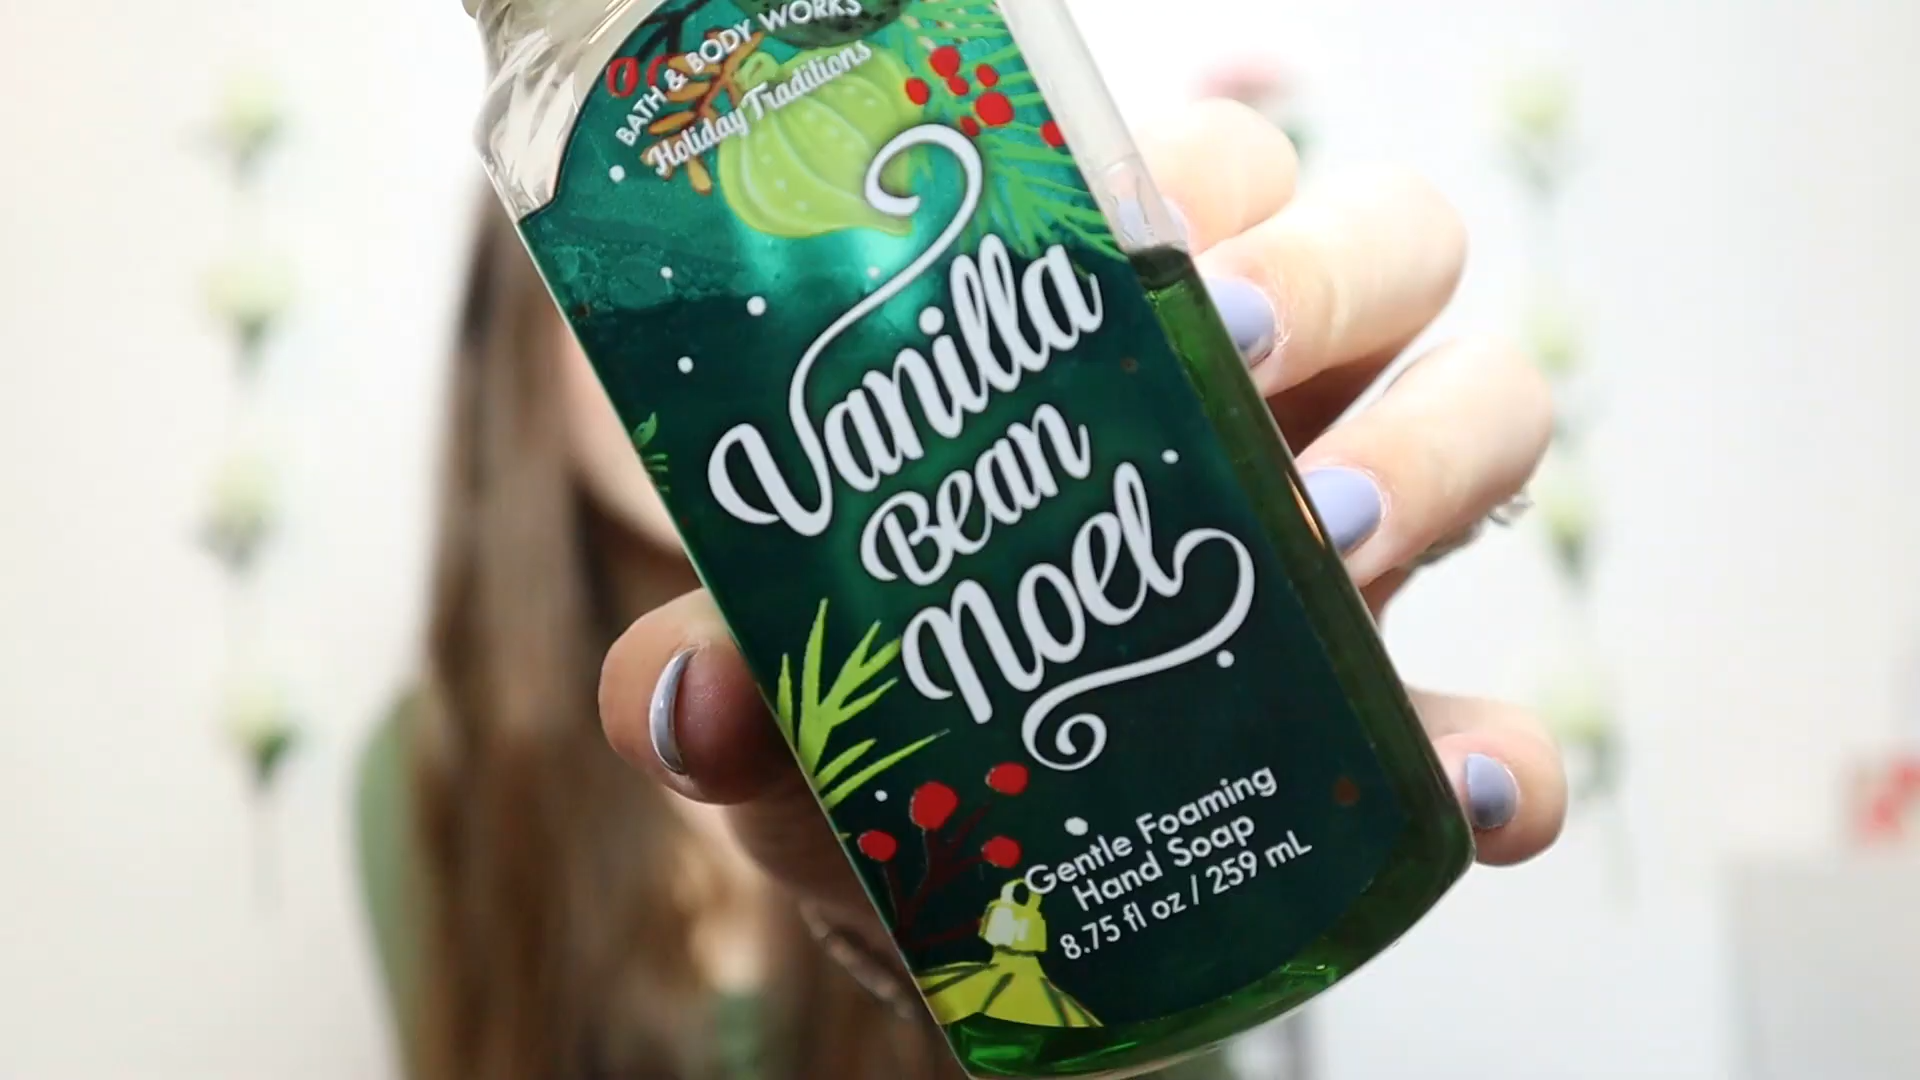 BATH & BODY WORKS
Holiday Traditions
Vanilla
Bean
Noel
Gentle Foaming
Hand Soap
8.75 fl oz / 259 mL